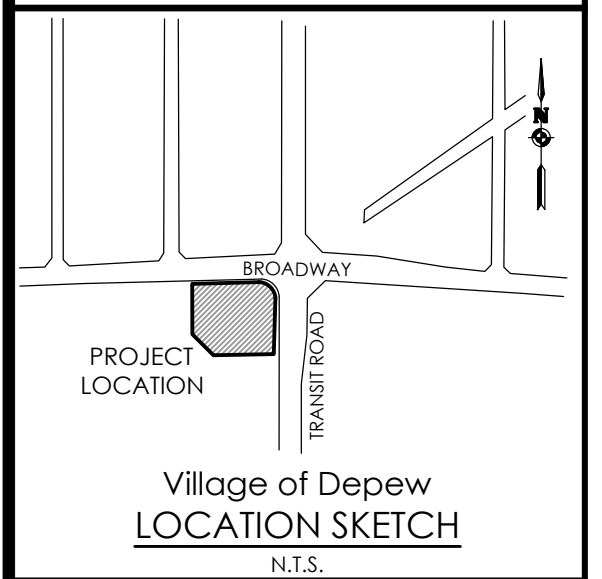 N
BROADWAY
TRANSIT ROAD
PROJECT
LOCATION
Village of Depew
LOCATION SKETCH
N.T.S.